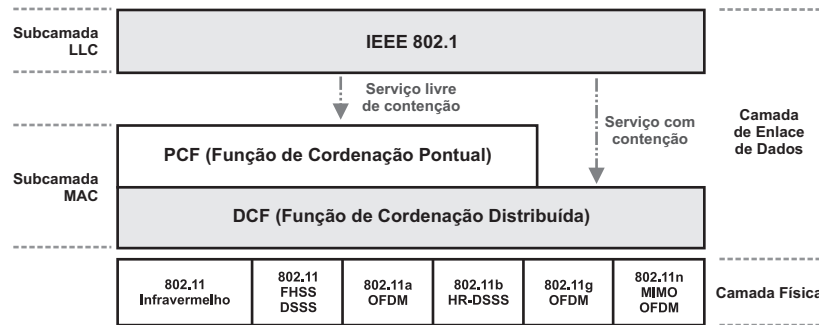 Subcamada
LLC
IEEE 802.1
Serviço livre
de contenção
Serviço com
contenção
Camada
de Enlace
de Dados
Subcamada
MAC
PCF (Função de Cordenação Pontual)
DCF (Função de Cordenação Distribuída)
802.11
Infravermelho
802.11
FHSS
DSSS
802.11a
OFDM
802.11b
HR-DSSS
802.11g
OFDM
802.11n
MIMO
OFDM
Camada Física